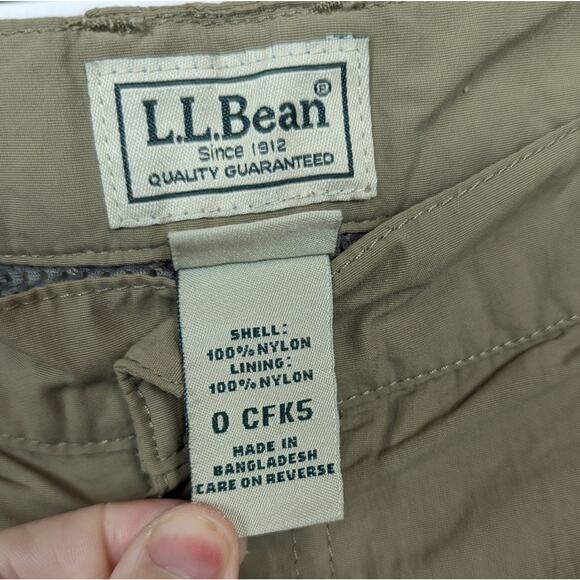 L.L.Bean®
Since 1912
QUALITY GUARANTEED
SHELL:
100% NYLON
LINING:
100% NYLON
0 CFK5
MADE IN
BANGLADESH
CARE ON REVERSE